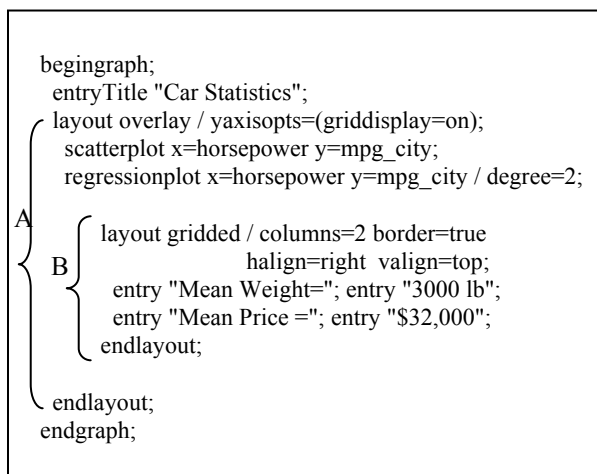 begingraph;
entryTitle "Car Statistics";
layout overlay / yaxisopts=(griddisplay=on);
scatterplot x=horsepower y=mpg_city;
regressionplot x=horsepower y=mpg_city / degree=2;
A
layout gridded / columns=2 border=true
B
halign=right valign=top;
entry "Mean Weight="; entry "3000 lb";
entry "Mean Price ="; entry "$32,000";
endlayout;
endlayout;
endgraph;